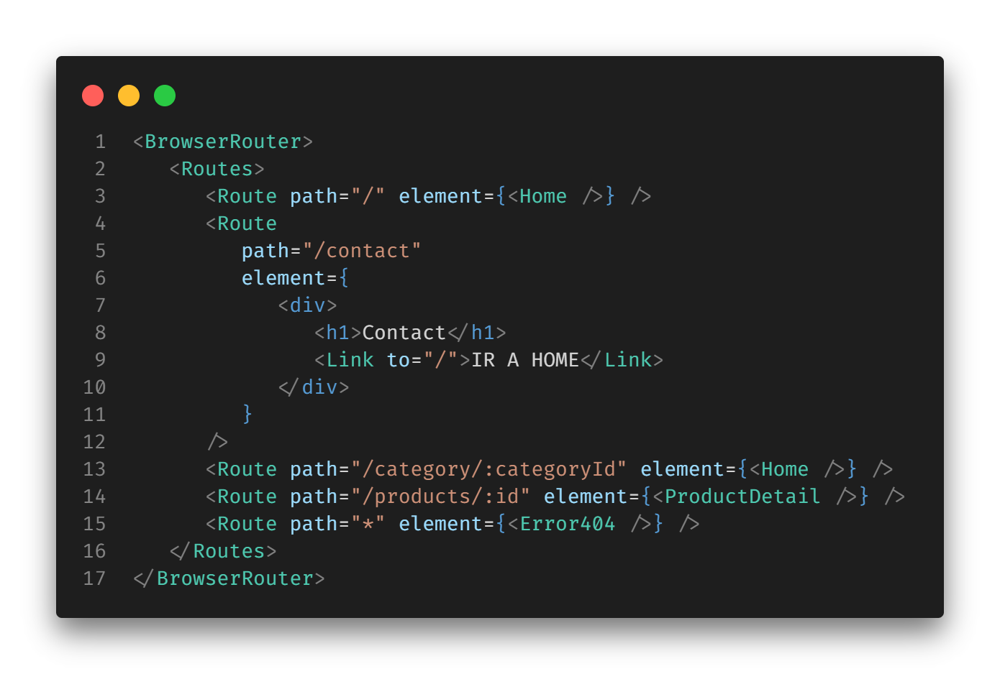 1 <BrowserRouter>
2    <Routes>
3       <Route path="/" element={<Home />} />
4       <Route
5          path="/contact"
6          element={
7             <div>
8                <h1>Contact</h1>
9                <Link to="/">IR A HOME</Link>
10             </div>
11          }
12       />
13       <Route path="/category/:categoryId" element={<Home />} />
14       <Route path="/products/:id" element={<ProductDetail />} />
15       <Route path="*" element={<Error404 />} />
16    </Routes>
17 </BrowserRouter>